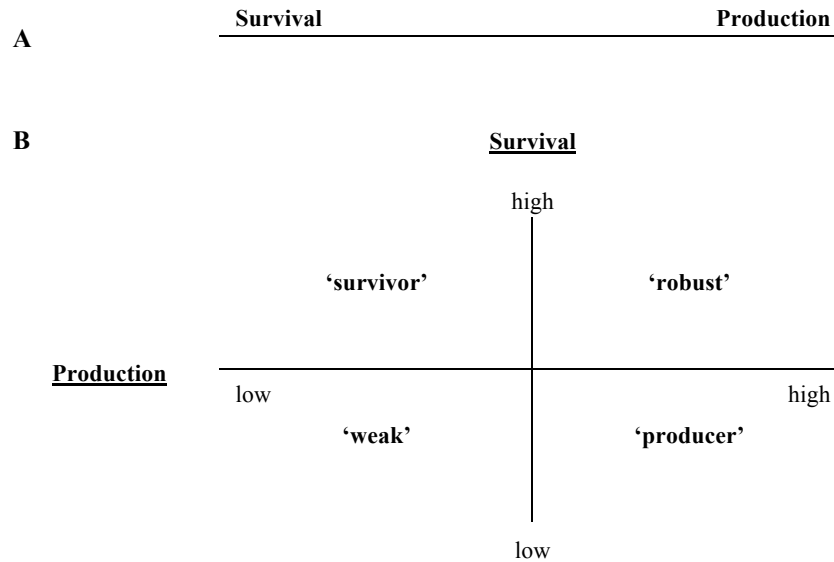 Survival Production
A
B
Survival
high
‘survivor’ ‘robust’
Production
low high
‘weak’ ‘producer’
low